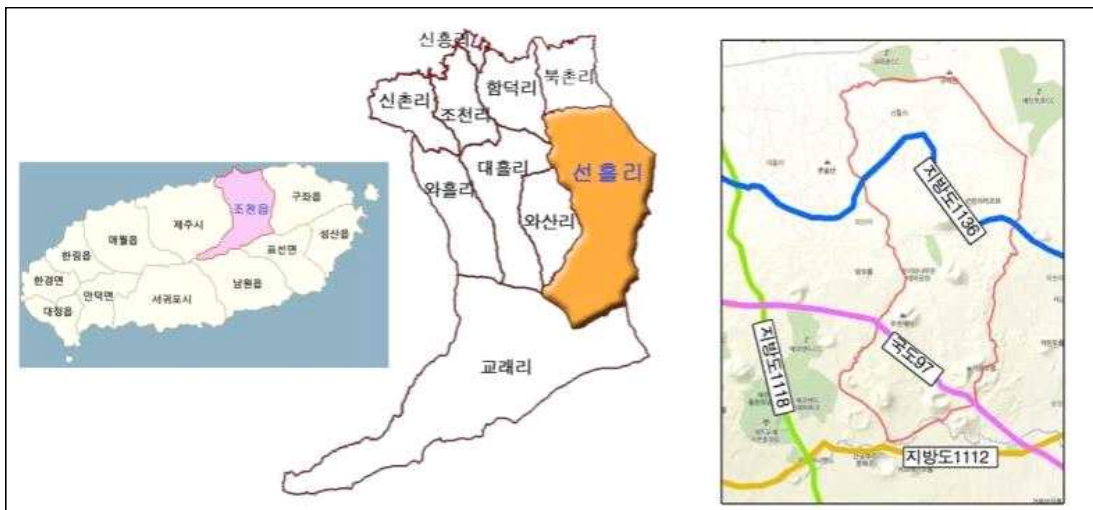 구좌읍
조천읍
제주시
성산읍
애월읍
표선면
한림읍
한경면
안덕면
남원읍
대정읍
서귀포시
신흥리
북촌리
함덕리
신촌리
조천리
선흘리
대흘리
와흘리
와산리
교래리
지방도1136
국도97
지방도1118
지방도1112